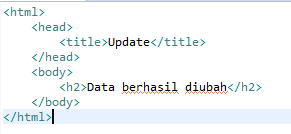 <html>
<head>
<title>Update</title>
</head>
<body>
<h2>Data berhasil diubah</h2>
</body>
</html>